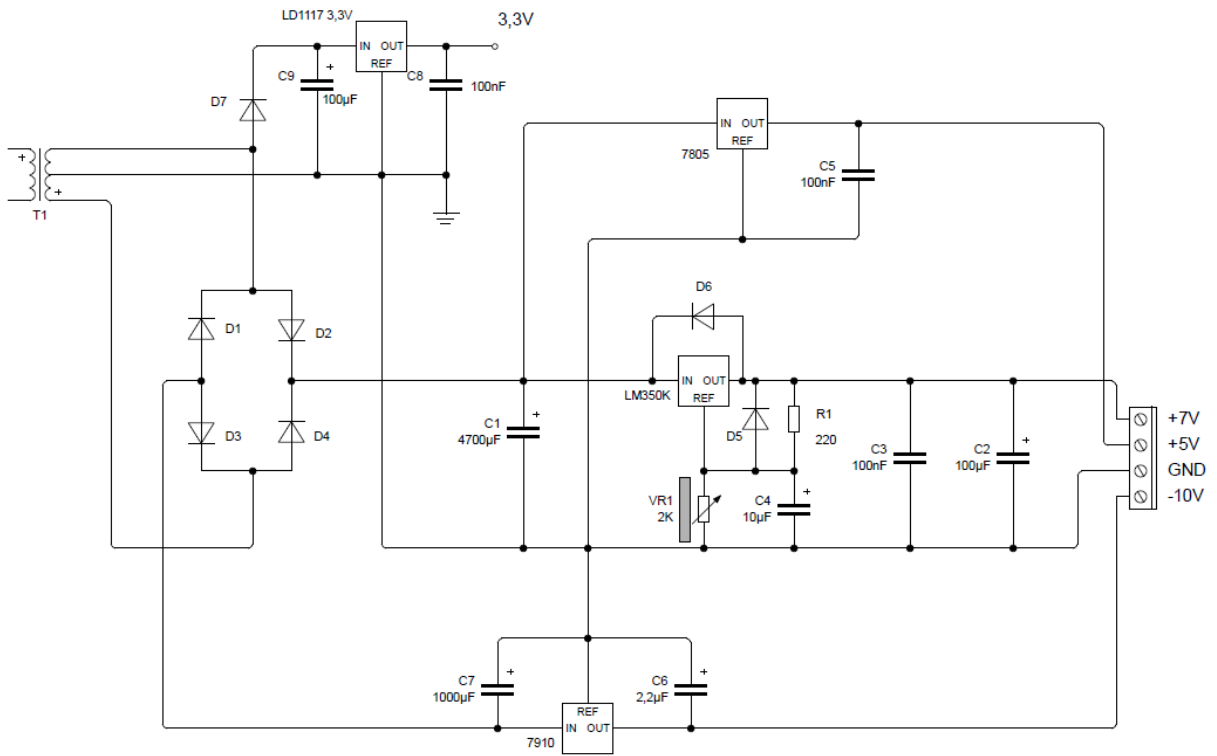 LD1117 3,3V
3,3V
IN OUT
REF
C9
+
100µF
C8
100nF
D7
+
+
T1
IN OUT
REF
7805
C5
100nF
D6
D1
D2
IN OUT
REF
LM350K
D5
R1
220
C1
+
4700µF
D3
D4
C3
100nF
C2
+
100µF
+7V
+5V
GND
-10V
VR1
2K
C4
+
10µF
C7
+
1000µF
C6
+
2,2µF
REF
IN OUT
7910